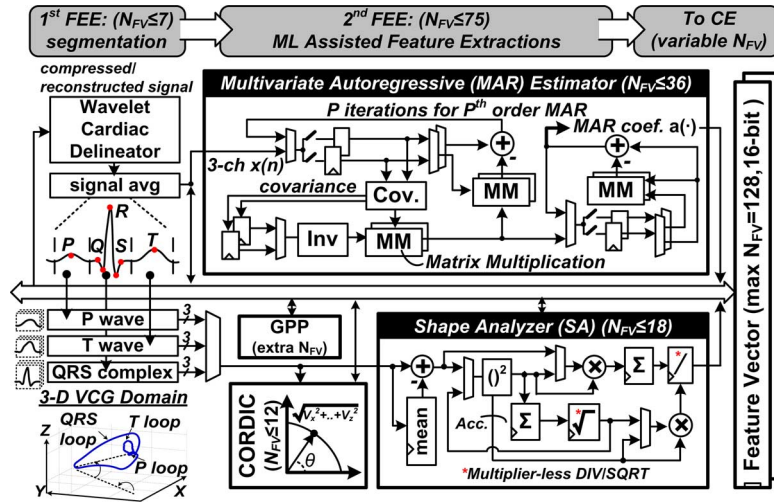 1st FEE: (NFV≤7)
segmentation
2nd FEE: (NFV≤75)
ML Assisted Feature Extractions
To CE
(variable NFV)
compressed/
reconstructed signal
Wavelet
Cardiac
Delineator
signal avg
P Q R S T
Multivariate Autoregressive (MAR) Estimator (NFV≤36)
P iterations for Pth order MAR
MAR coef. a(·)
3-ch x(n)
covariance
Cov.
MM
MM
Inv
MM
Matrix Multiplication
Feature Vector (max NFV=128,16-bit )
P wave
3
T wave
3
QRS complex
3
3-D VCG Domain
QRS
loop
T loop
P loop
Z
Y
X
GPP
(extra NFV)
CORDIC
(NFV≤12)
√Vx²+..+Vz²
θ
Shape Analyzer (SA) (NFV≤18)
mean
()²
Σ
*
/
Acc.
Σ
*√
*Multiplier-less DIV/SQRT